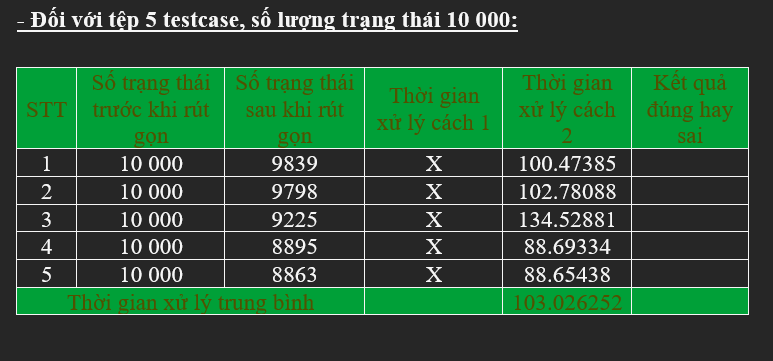 - Đối với tệp 5 testcase, số lượng trạng thái 10 000:
STT
Số trạng thái
trước khi rút
gọn
Số trạng thái
sau khi rút
gọn
Thời gian
xử lý cách 1
Thời gian
xử lý cách
2
Kết quả
đúng hay
sai
1 10 000 9839 X 100.47385
2 10 000 9798 X 102.78088
3 10 000 9225 X 134.52881
4 10 000 8895 X 88.69334
5 10 000 8863 X 88.65438
Thời gian xử lý trung bình 103.026252